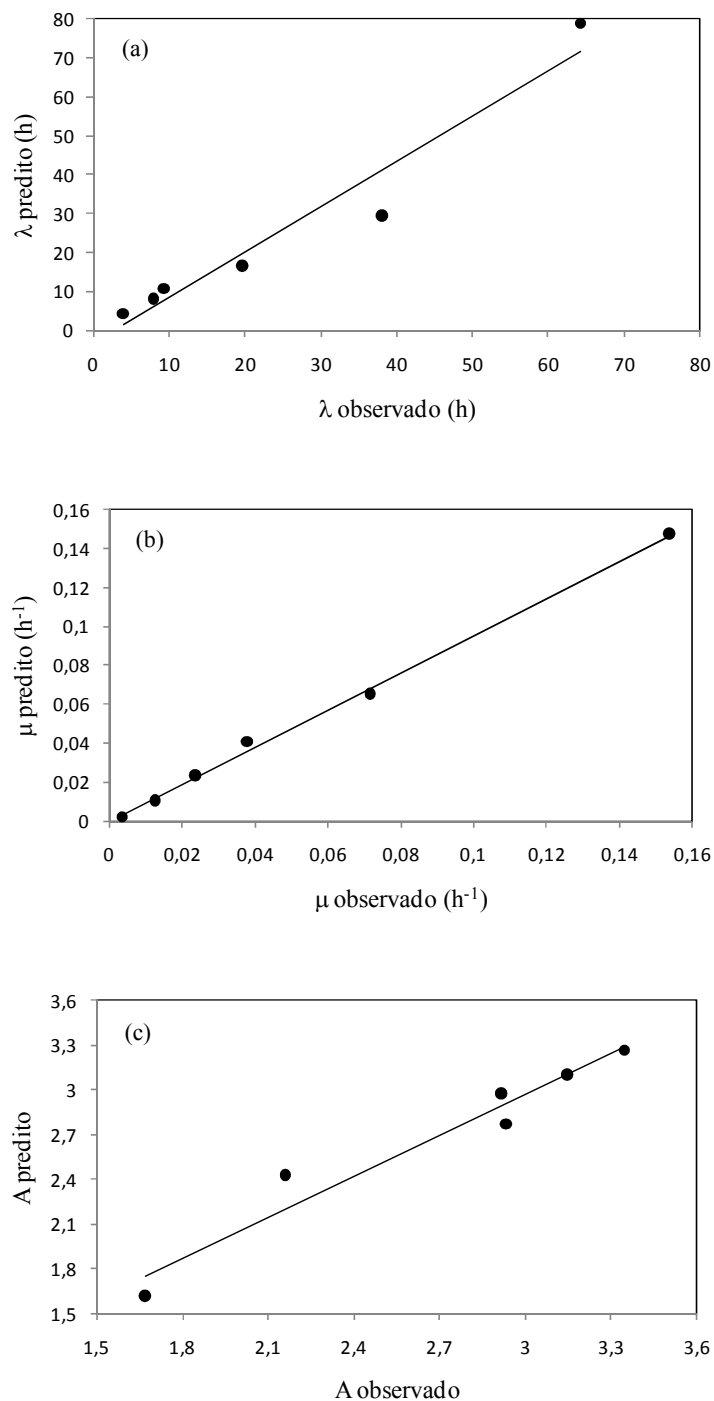 (a)
λ predito (h)
80
70
60
50
40
30
20
10
0
0 10 20 30 40 50 60 70 80
λ observado (h)
(b)
μ predito (h-1)
0,16
0,14
0,12
0,1
0,08
0,06
0,04
0,02
0
0 0,02 0,04 0,06 0,08 0,1 0,12 0,14 0,16
μ observado (h-1)
(c)
A predito
3,6
3,3
3
2,7
2,4
2,1
1,8
1,5
1,5 1,8 2,1 2,4 2,7 3 3,3 3,6
A observado